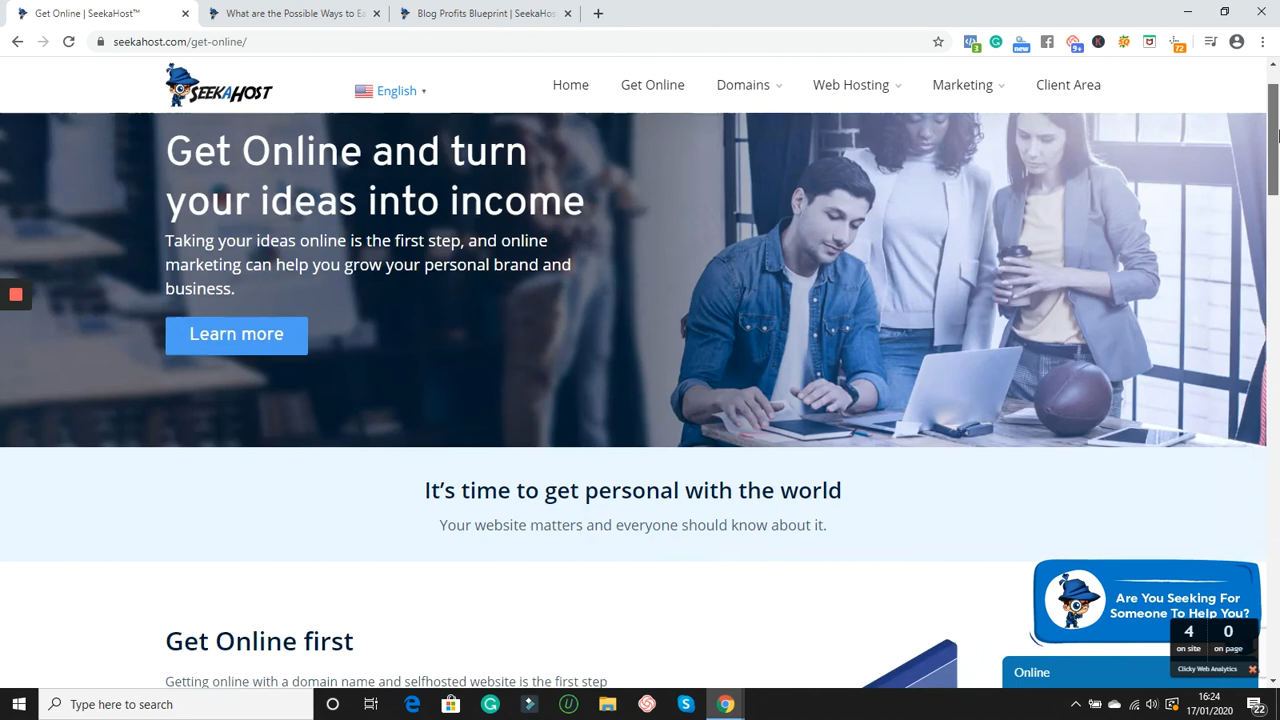 Get Online | SeekaHost™
What are the Possible Ways to Ea
Blog Profits Blueprint | SeekaHos
seekahost.com/get-online/
3
new
9+
72
SEEKAHOST
English
Home
Get Online
Domains
Web Hosting
Marketing
Client Area
Get Online and turn
your ideas into income
Taking your ideas online is the first step, and online
marketing can help you grow your personal brand and
business.
Learn more
It's time to get personal with the world
Your website matters and everyone should know about it.
Are You Seeking For
Someone To Help You?
Get Online first
4
0
on site
on page
Getting online with a domain name and selfhosted website is the first step
Online
Clicky Web Analytics
Type here to search
16:24
17/01/2020
22